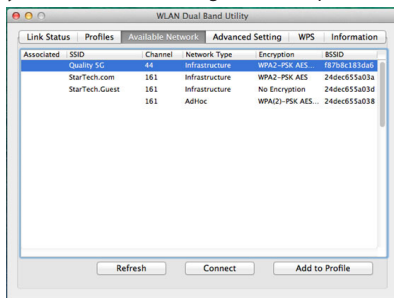 WLAN Dual Band Utility
Link Status Profiles Available Network Advanced Setting WPS Information
Associated SSID Channel Network Type Encryption BSSID
Quality 5G 44 Infrastructure WPA2-PSK AES... f87b8c183da6
StarTech.com 161 Infrastructure WPA2-PSK AES 24dec655a03a
StarTech.Guest 161 Infrastructure No Encryption 24dec655a03d
161 AdHoc WPA(2)-PSK AES... 24dec655a038
Refresh Connect Add to Profile